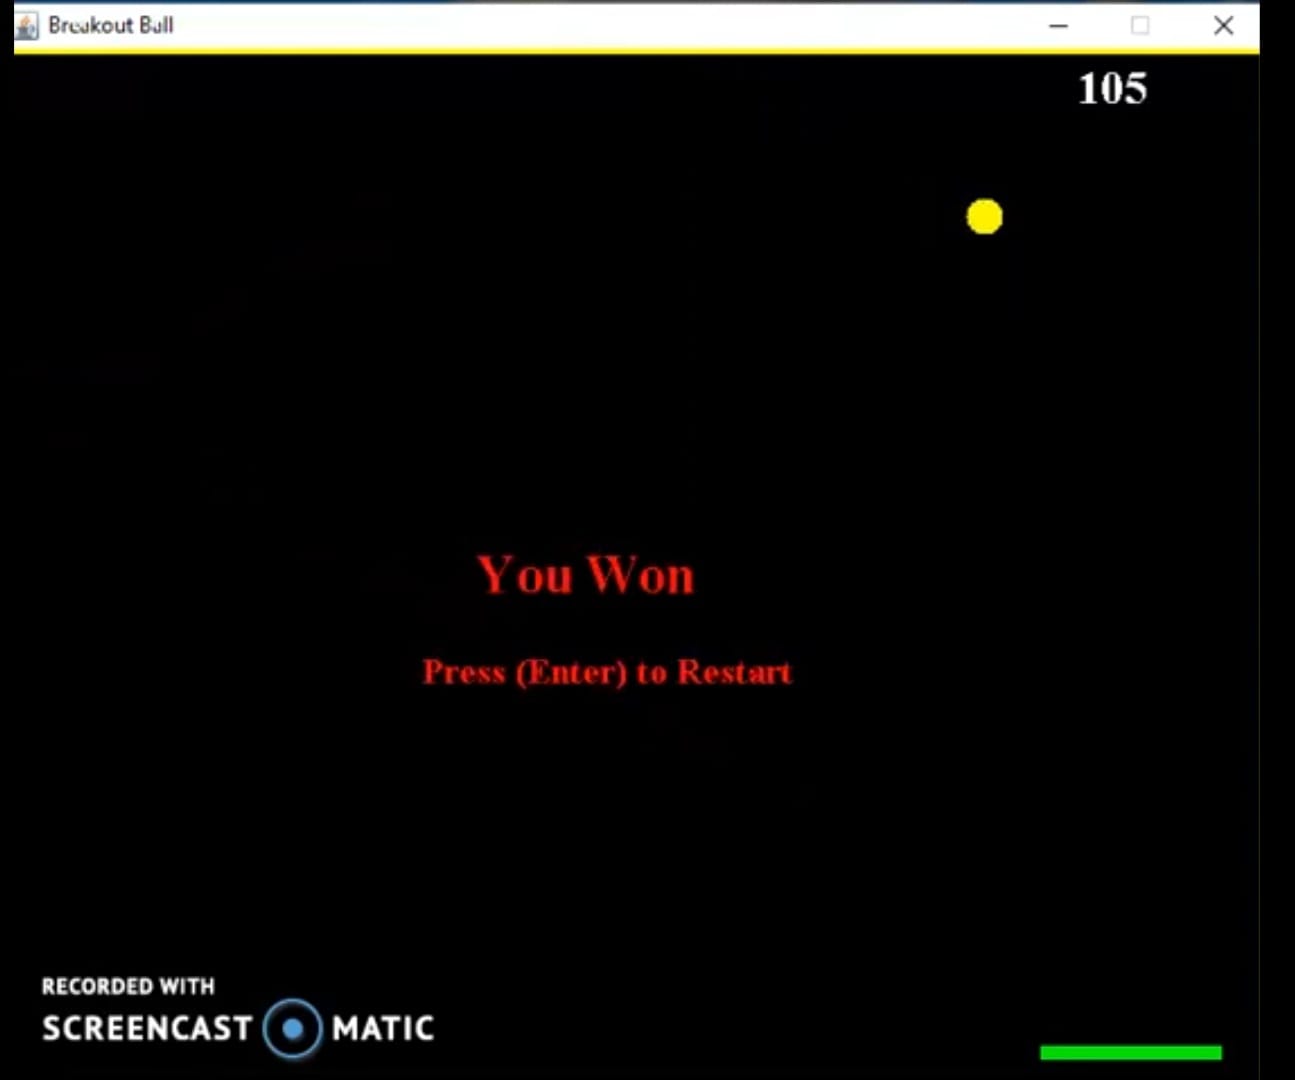 Breakout Ball
105
You Won
Press (Enter) to Restart
RECORDED WITH
SCREENCAST MATIC